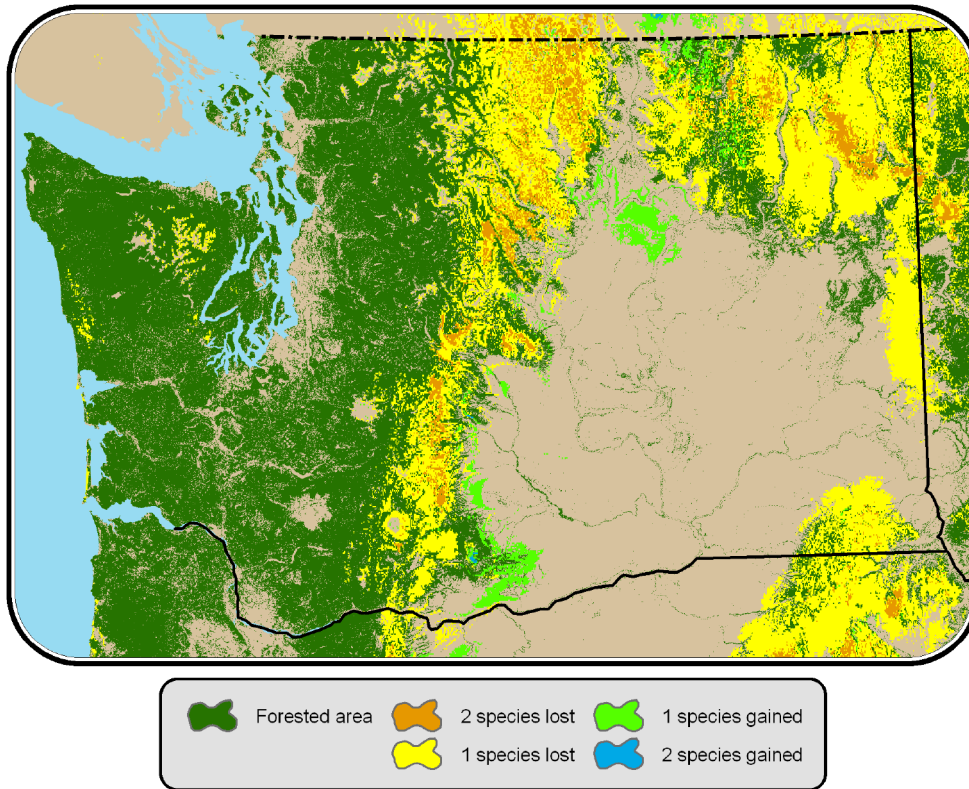 Forested area
2 species lost
1 species gained
1 species lost
2 species gained